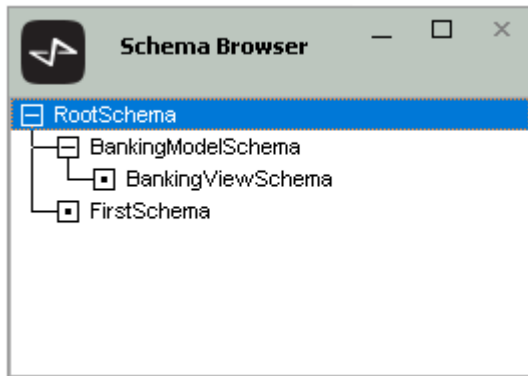 Schema Browser
RootSchema
BankingModelSchema
BankingViewSchema
FirstSchema